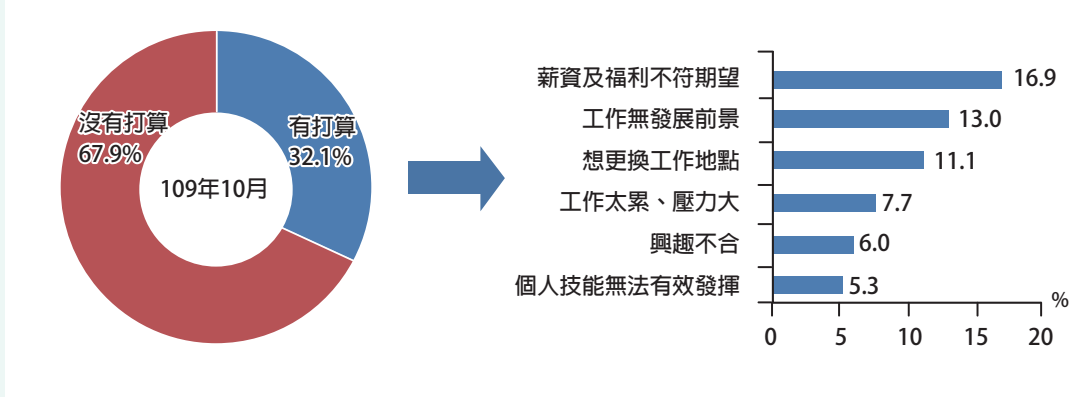 沒有打算
67.9%
有打算
32.1%
109年10月
薪資及福利不符期望
16.9
工作無發展前景
13.0
想更換工作地點
11.1
工作太累、壓力大
7.7
興趣不合
6.0
個人技能無法有效發揮
5.3
%
0
5
10
15
20